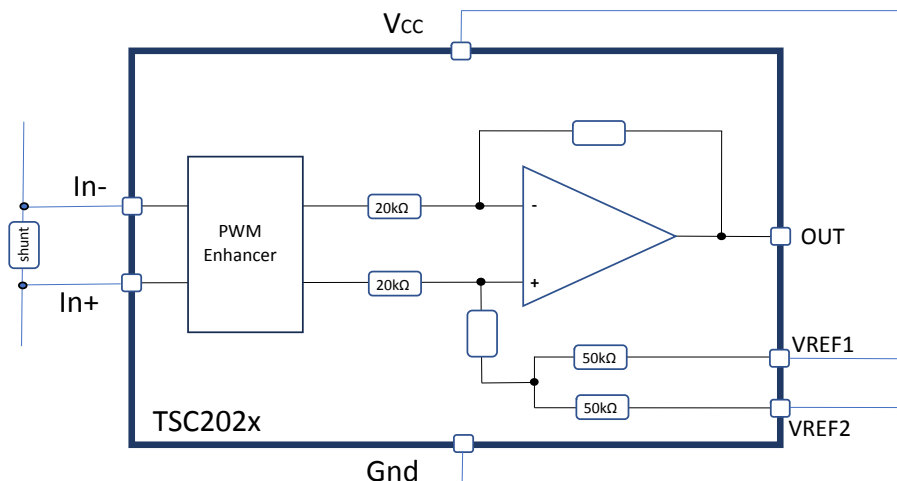 Vcc
In-
shunt
In+
PWM
Enhancer
20kΩ
20kΩ
-
+
OUT
50kΩ
VREF1
50kΩ
VREF2
TSC202x
Gnd